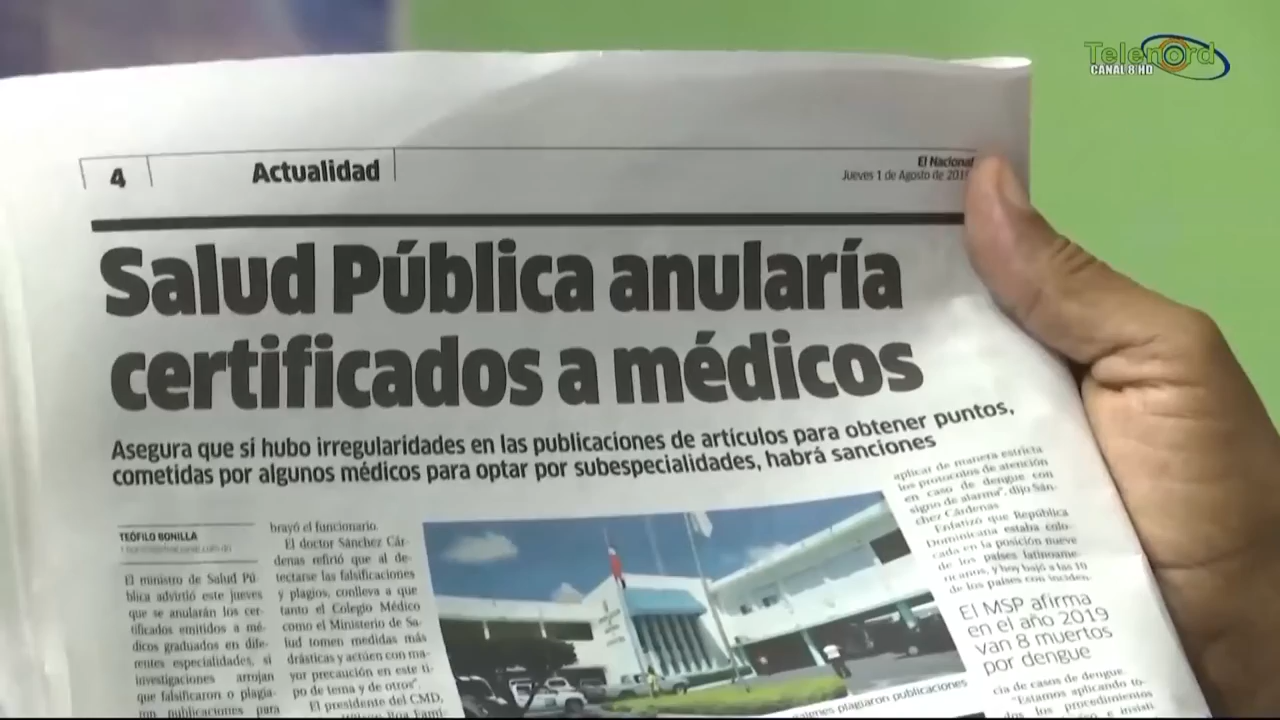 Telenord
CANAL 8 HD
4
Actualidad
El Nacional
Jueves 1 de Agosto de 2019
Salud Pública anularía
certificados a médicos
Asegura que sí hubo irregularidades en las publicaciones de artículos para obtener puntos,
cometidas por algunos médicos para optar por subespecialidades, habrá sanciones
TEÓFILO BONILLA
El ministro de Salud Pú-
blica advirtió este jueves
que se anularán los cer-
tificados emitidos a mé-
dicos graduados en dife-
rentes especialidades, si
investigaciones arrojan
que falsificaron o plagia-
ron publicaciones para
brayó el funcionario.
El doctor Sánchez Cár-
denas refirió que al de-
tectarse las falsificaciones
y plagios, conlleva a que
tanto el Colegio Médico
como el Ministerio de Sa-
lud tomen medidas más
drásticas y actúen con ma-
yor precaución en este ti-
po de tema y de otros".
El presidente del CMD,
plagiaron publicaciones
aplicar de manera estricta
los protocolos de atención
en caso de dengue con
signo de alarma", dijo Sán-
chez Cárdenas.
Enfatizó que República
Dominicana estaba colo-
cada en la posición nueve
de los países latinoame-
ricanos, y hoy bajó a las 10
de los países con inciden-
El MSP afirma
en el año 2019
van 8 muertos
por dengue
cia de casos de dengue.
"Estamos aplicando to-
dos los procedimientos